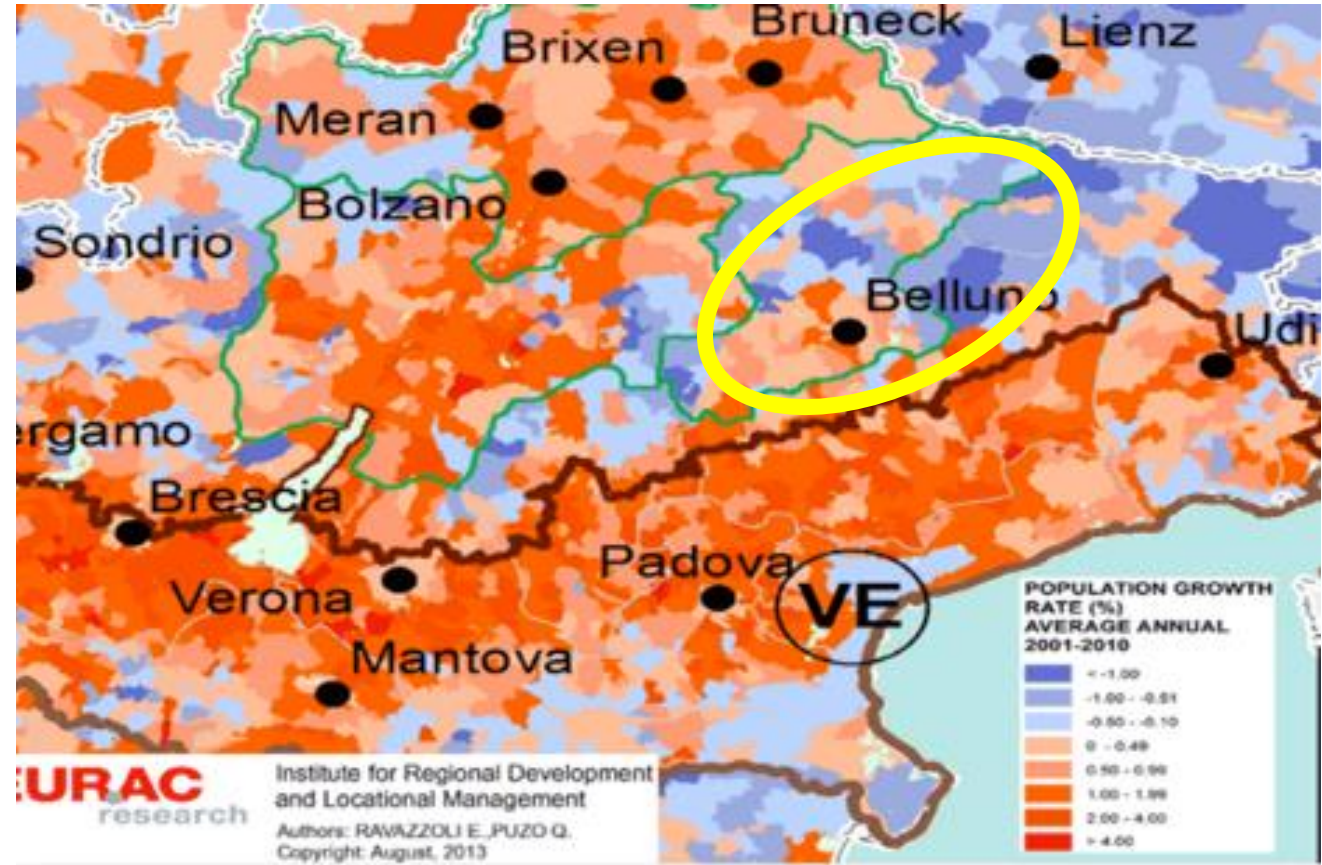 Bruneck
Lienz
Brixen
Meran
Bolzano
Sondrio
Belluno
Udi
ergamo
Brescia
Padova
VE
Verona
Mantova
POPULATION GROWTH
RATE (%)
AVERAGE ANNUAL
2001-2010
< -1.00
-1.00 - -0.51
-0.50 - -0.10
0 - 0.49
0.50 - 0.99
1.00 - 1.99
2.00 - 4.00
> 4.00
EURAC
research
Institute for Regional Development
and Locational Management
Authors: RAVAZZOLI E.,PUZO Q.
Copyright: August, 2013